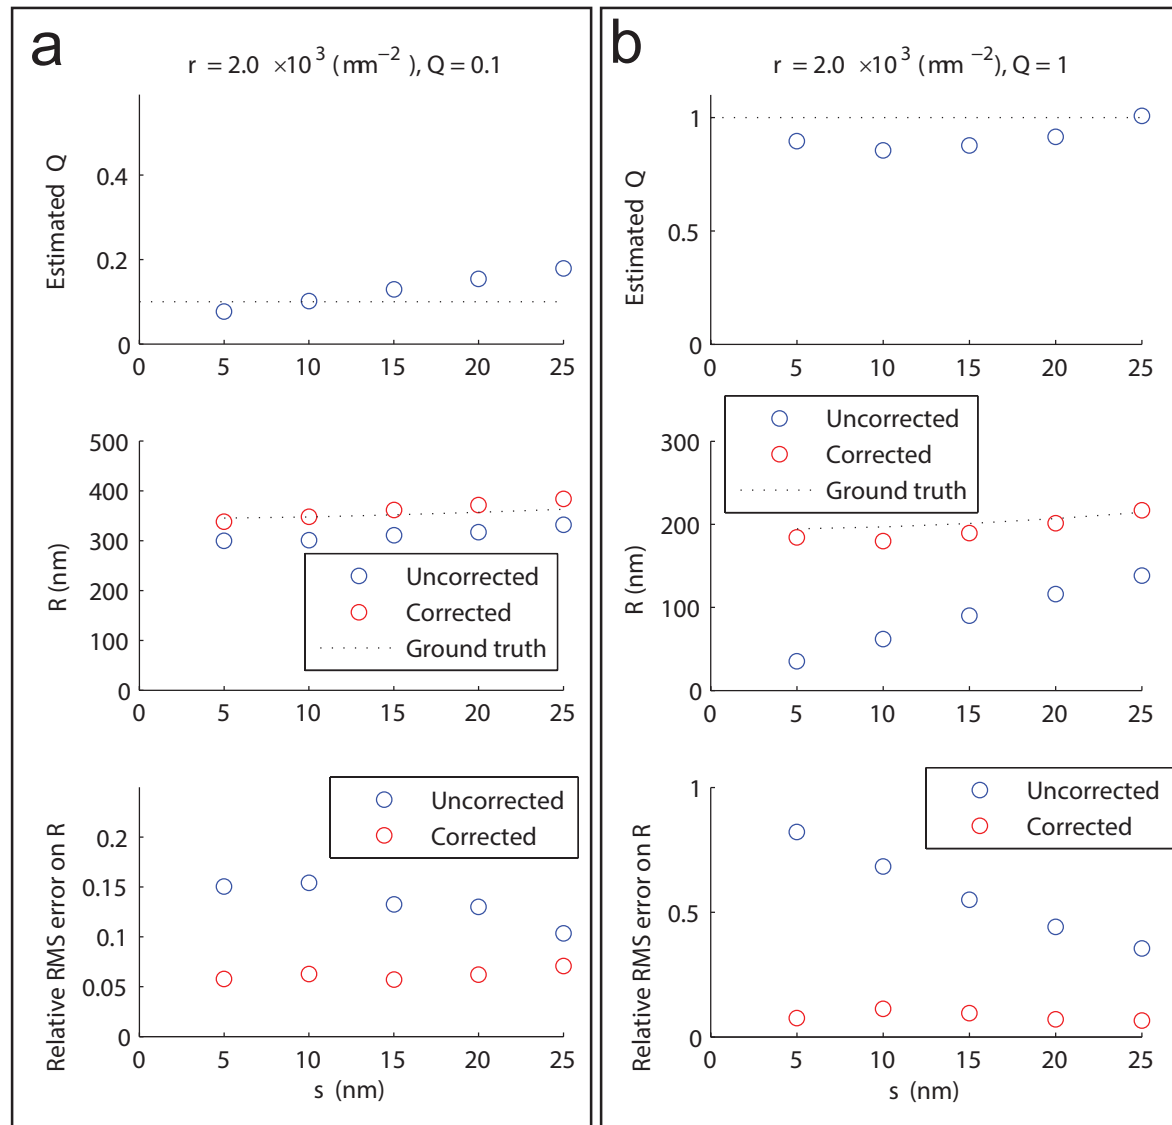 a
r = 2.0 ×10³ (mm⁻² ), Q = 0.1
Estimated Q
0.4
0.2
0
0 5 10 15 20 25
R (nm)
500
400
300
200
100
0
Uncorrected
Corrected
Ground truth
0 5 10 15 20 25
Relative RMS error on R
Uncorrected
Corrected
0.2
0.15
0.1
0.05
0
0 5 10 15 20 25
s (nm)
b
r = 2.0 ×10³ (mm⁻²), Q = 1
Estimated Q
1
0.5
0
0 5 10 15 20 25
Uncorrected
Corrected
Ground truth
R (nm)
300
200
100
0
0 5 10 15 20 25
Relative RMS error on R
Uncorrected
Corrected
1
0.5
0
0 5 10 15 20 25
s (nm)